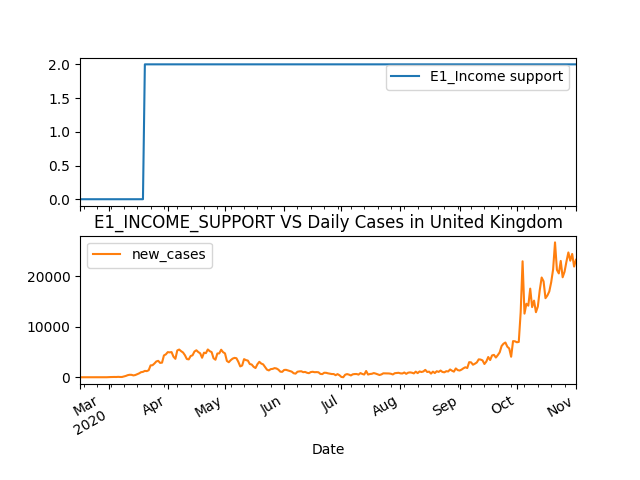 2.0
1.5
1.0
0.5
0.0
E1_Income support
E1_INCOME_SUPPORT VS Daily Cases in United Kingdom
new_cases
20000
10000
0
Mar
2020
Apr
May
Jun
Jul
Aug
Sep
Oct
Nov
Date